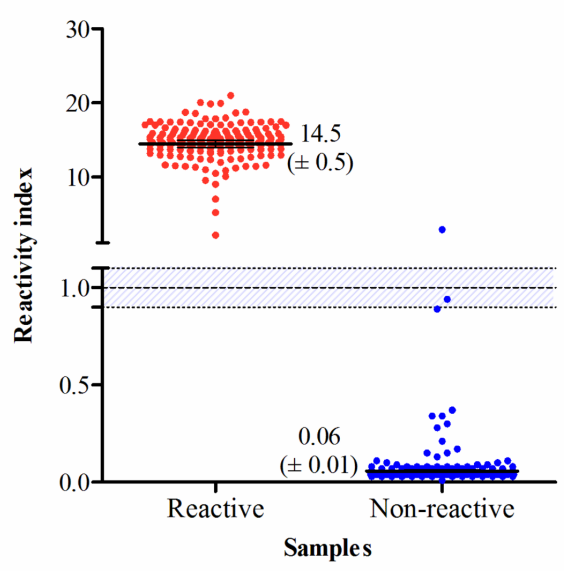 30
20
14.5
(± 0.5)
10
Reactivity index
1.0
0.5
0.06
(± 0.01)
0.0
Reactive
Non-reactive
Samples